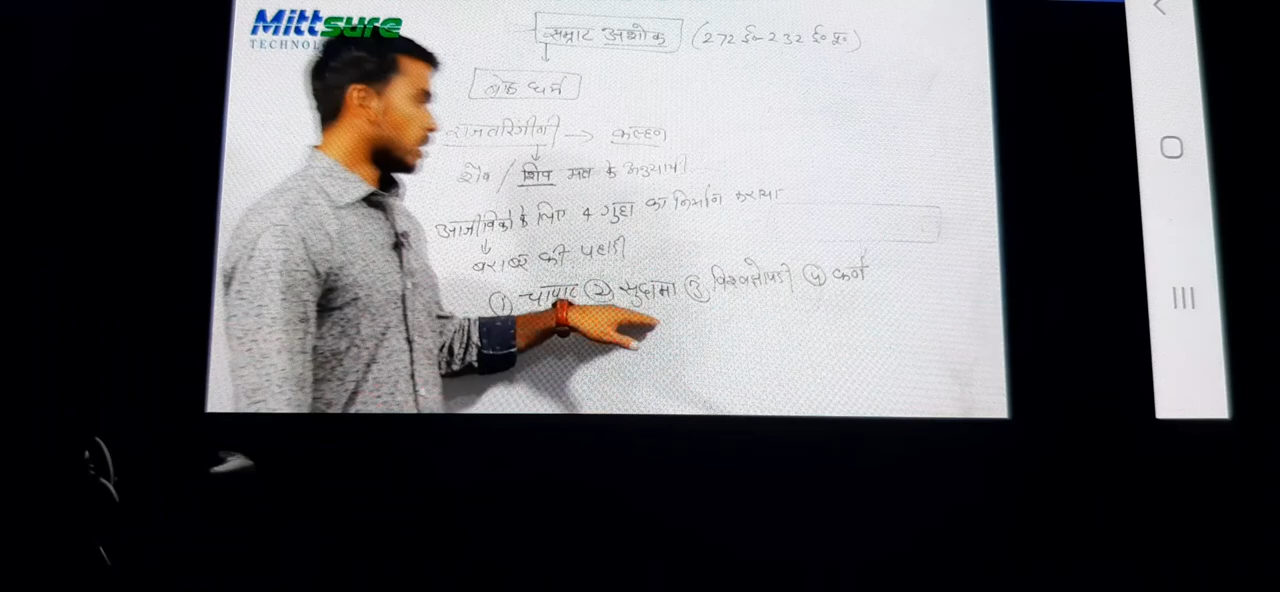 Mittsure
TECHNOLO
सम्राट अशोक (272 ई०-232 ई० पू०)
बौद्ध धर्म
राजतरिंगीणी → कल्हण
शैव / शिव मत के अनुयायी
आजीविकों के लिए 4 गुहा का निर्माण करवाया
बराबर की पहाडी
① चापार ② सुदामा ③ विश्वझोपडी ④ कर्ण